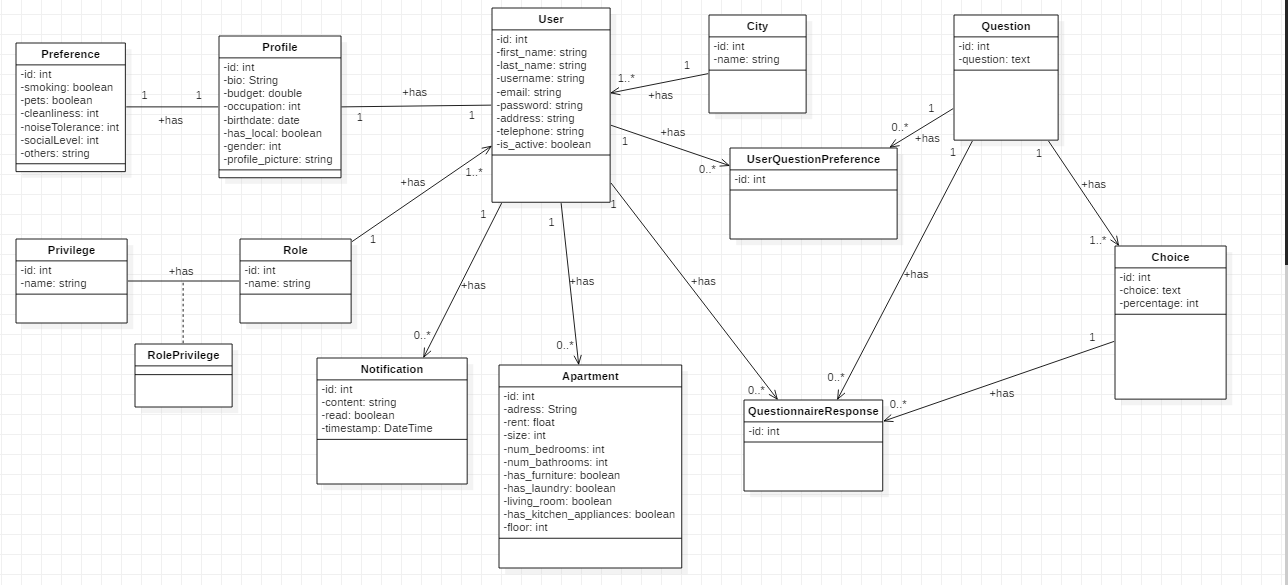 Preference
-id: int
-smoking: boolean
-pets: boolean
-cleanliness: int
-noiseTolerance: int
-socialLevel: int
-others: string
1
1
+has
Profile
-id: int
-bio: String
-budget: double
-occupation: int
-birthdate: date
-has_local: boolean
-gender: int
-profile_picture: string
+has
1
1
User
-id: int
-first_name: string
-last_name: string
-username: string
-email: string
-password: string
-address: string
-telephone: string
-is_active: boolean
City
-id: int
-name: string
1
1..*
+has
Question
-id: int
-question: text
1
0..*
+has
+has
1
0..*
UserQuestionPreference
-id: int
1
1
+has
1..*
Choice
-id: int
-choice: text
-percentage: int
+has
1..*
1
Privilege
-id: int
-name: string
+has
Role
-id: int
-name: string
RolePrivilege
1
+has
0..*
Notification
-id: int
-content: string
-read: boolean
-timestamp: DateTime
1
+has
0..*
Apartment
-id: int
-adress: String
-rent: float
-size: int
-num_bedrooms: int
-num_bathrooms: int
-has_furniture: boolean
-has_laundry: boolean
-living_room: boolean
-has_kitchen_appliances: boolean
-floor: int
1
+has
0..*
+has
0..*
1
0..*
+has
QuestionnaireResponse
-id: int